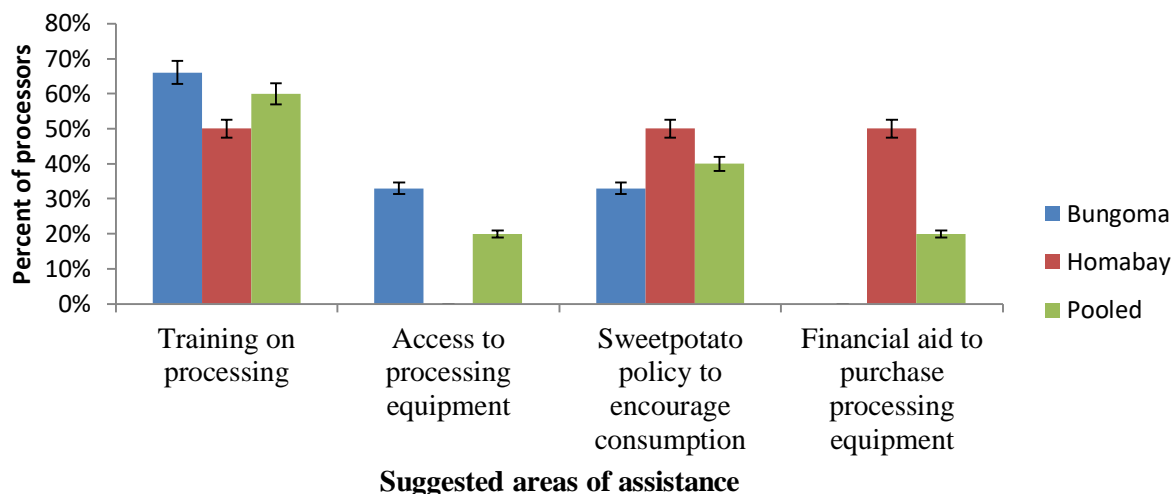 80%
70%
60%
50%
40%
30%
20%
10%
0%
Percent of processors
Training on
processing
Access to
processing
equipment
Sweetpotato
policy to
encourage
consumption
Financial aid to
purchase
processing
equipment
Suggested areas of assistance
Bungoma
Homabay
Pooled